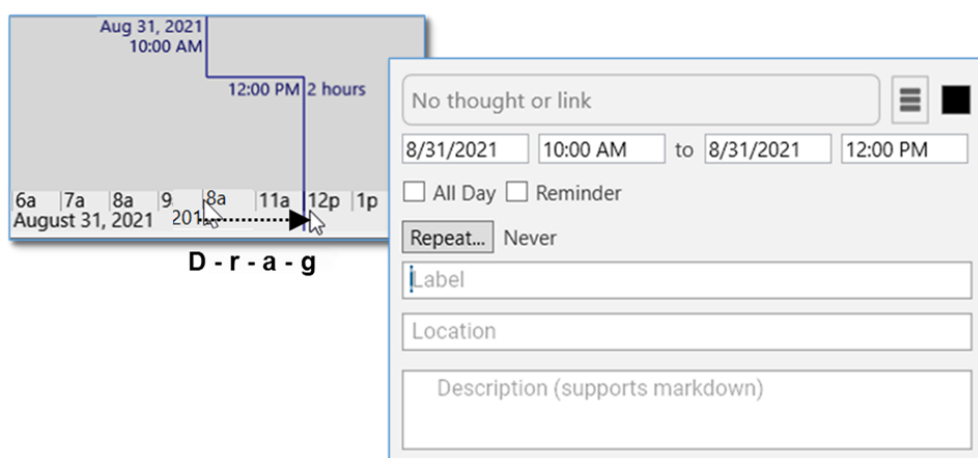 Aug 31, 2021
10:00 AM
12:00 PM 2 hours
6a 7a 8a 9 8a 11a 12p 1p
August 31, 2021 201
D - r - a - g
No thought or link
8/31/2021 10:00 AM to 8/31/2021 12:00 PM
All Day Reminder
Repeat... Never
Label
Location
Description (supports markdown)